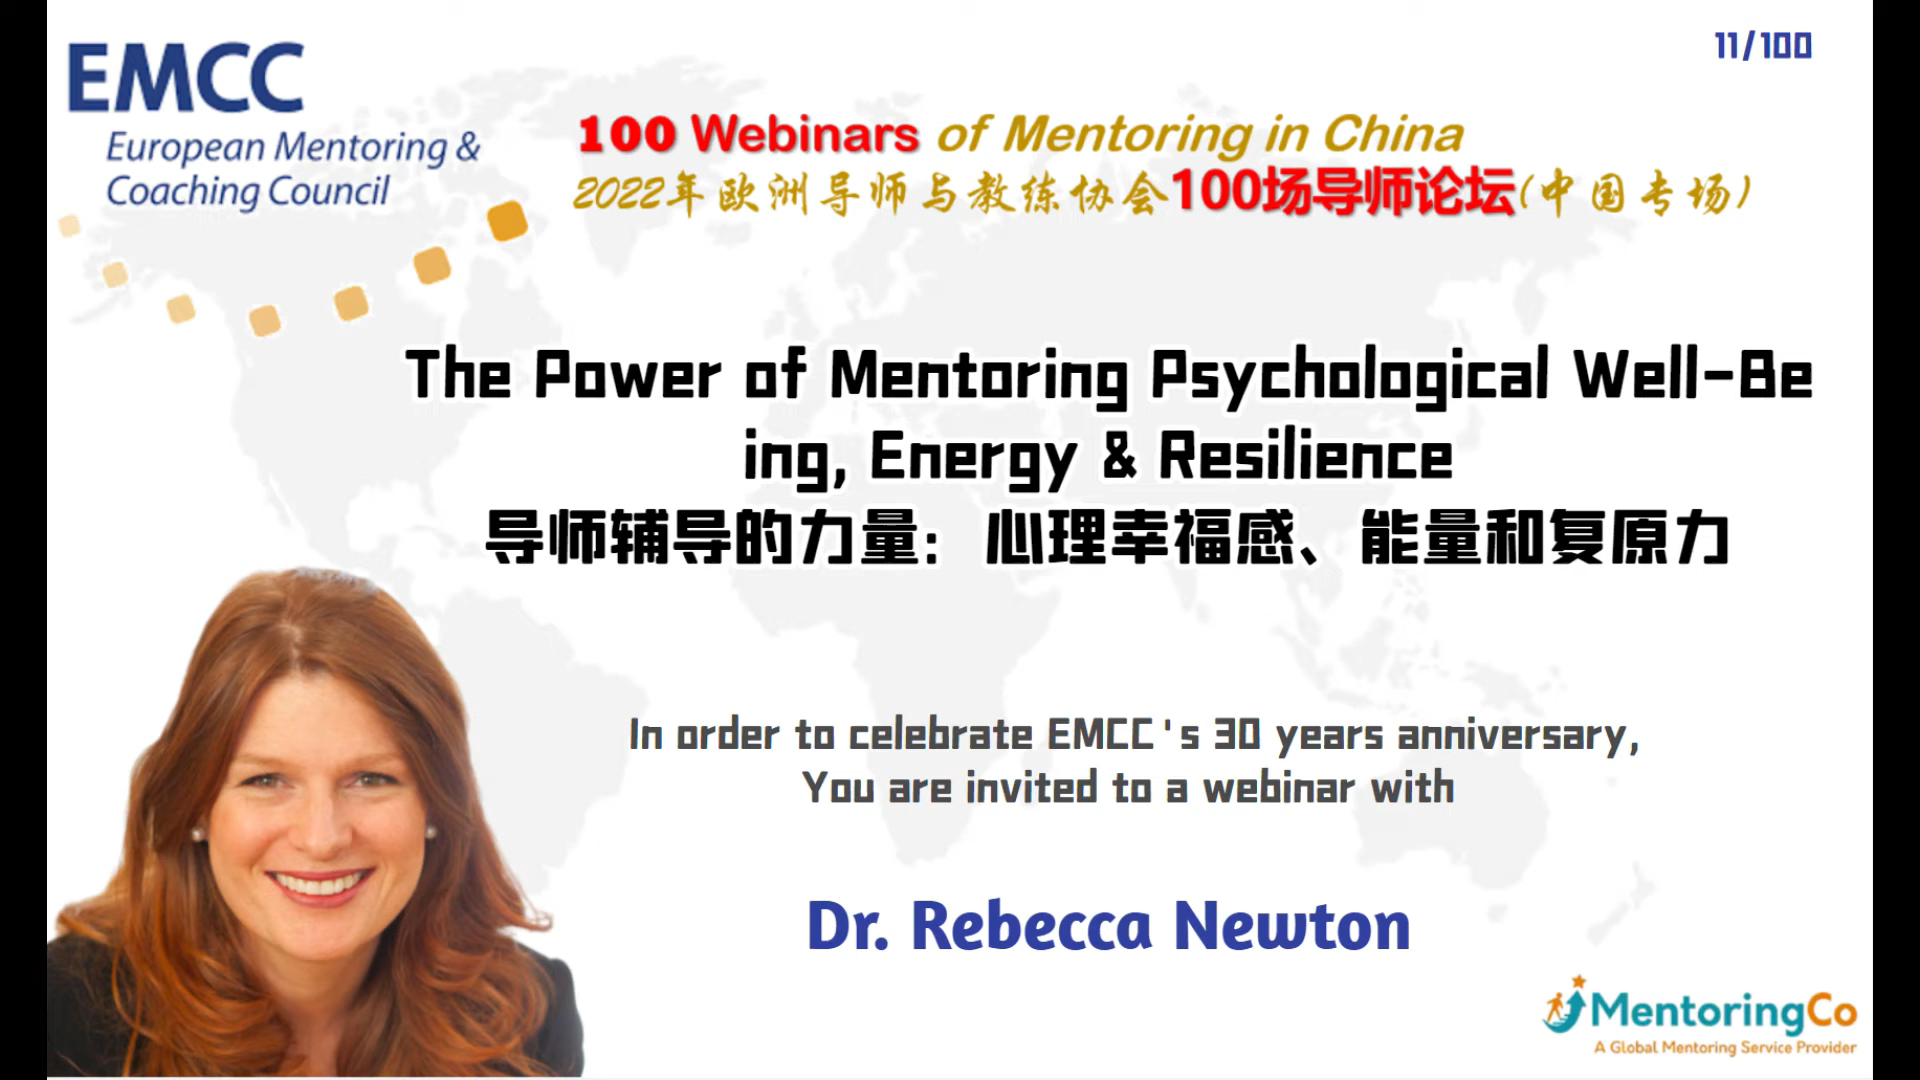 EMCC
European Mentoring &
Coaching Council
11/100
100 Webinars of Mentoring in China
2022年欧洲导师与教练协会100场导师论坛(中国专场)
The Power of Mentoring Psychological Well-Be
ing, Energy & Resilience
导师辅导的力量：心理幸福感、能量和复原力
In order to celebrate EMCC's 30 years anniversary,
You are invited to a webinar with
Dr. Rebecca Newton
MentoringCo
A Global Mentoring Service Provider